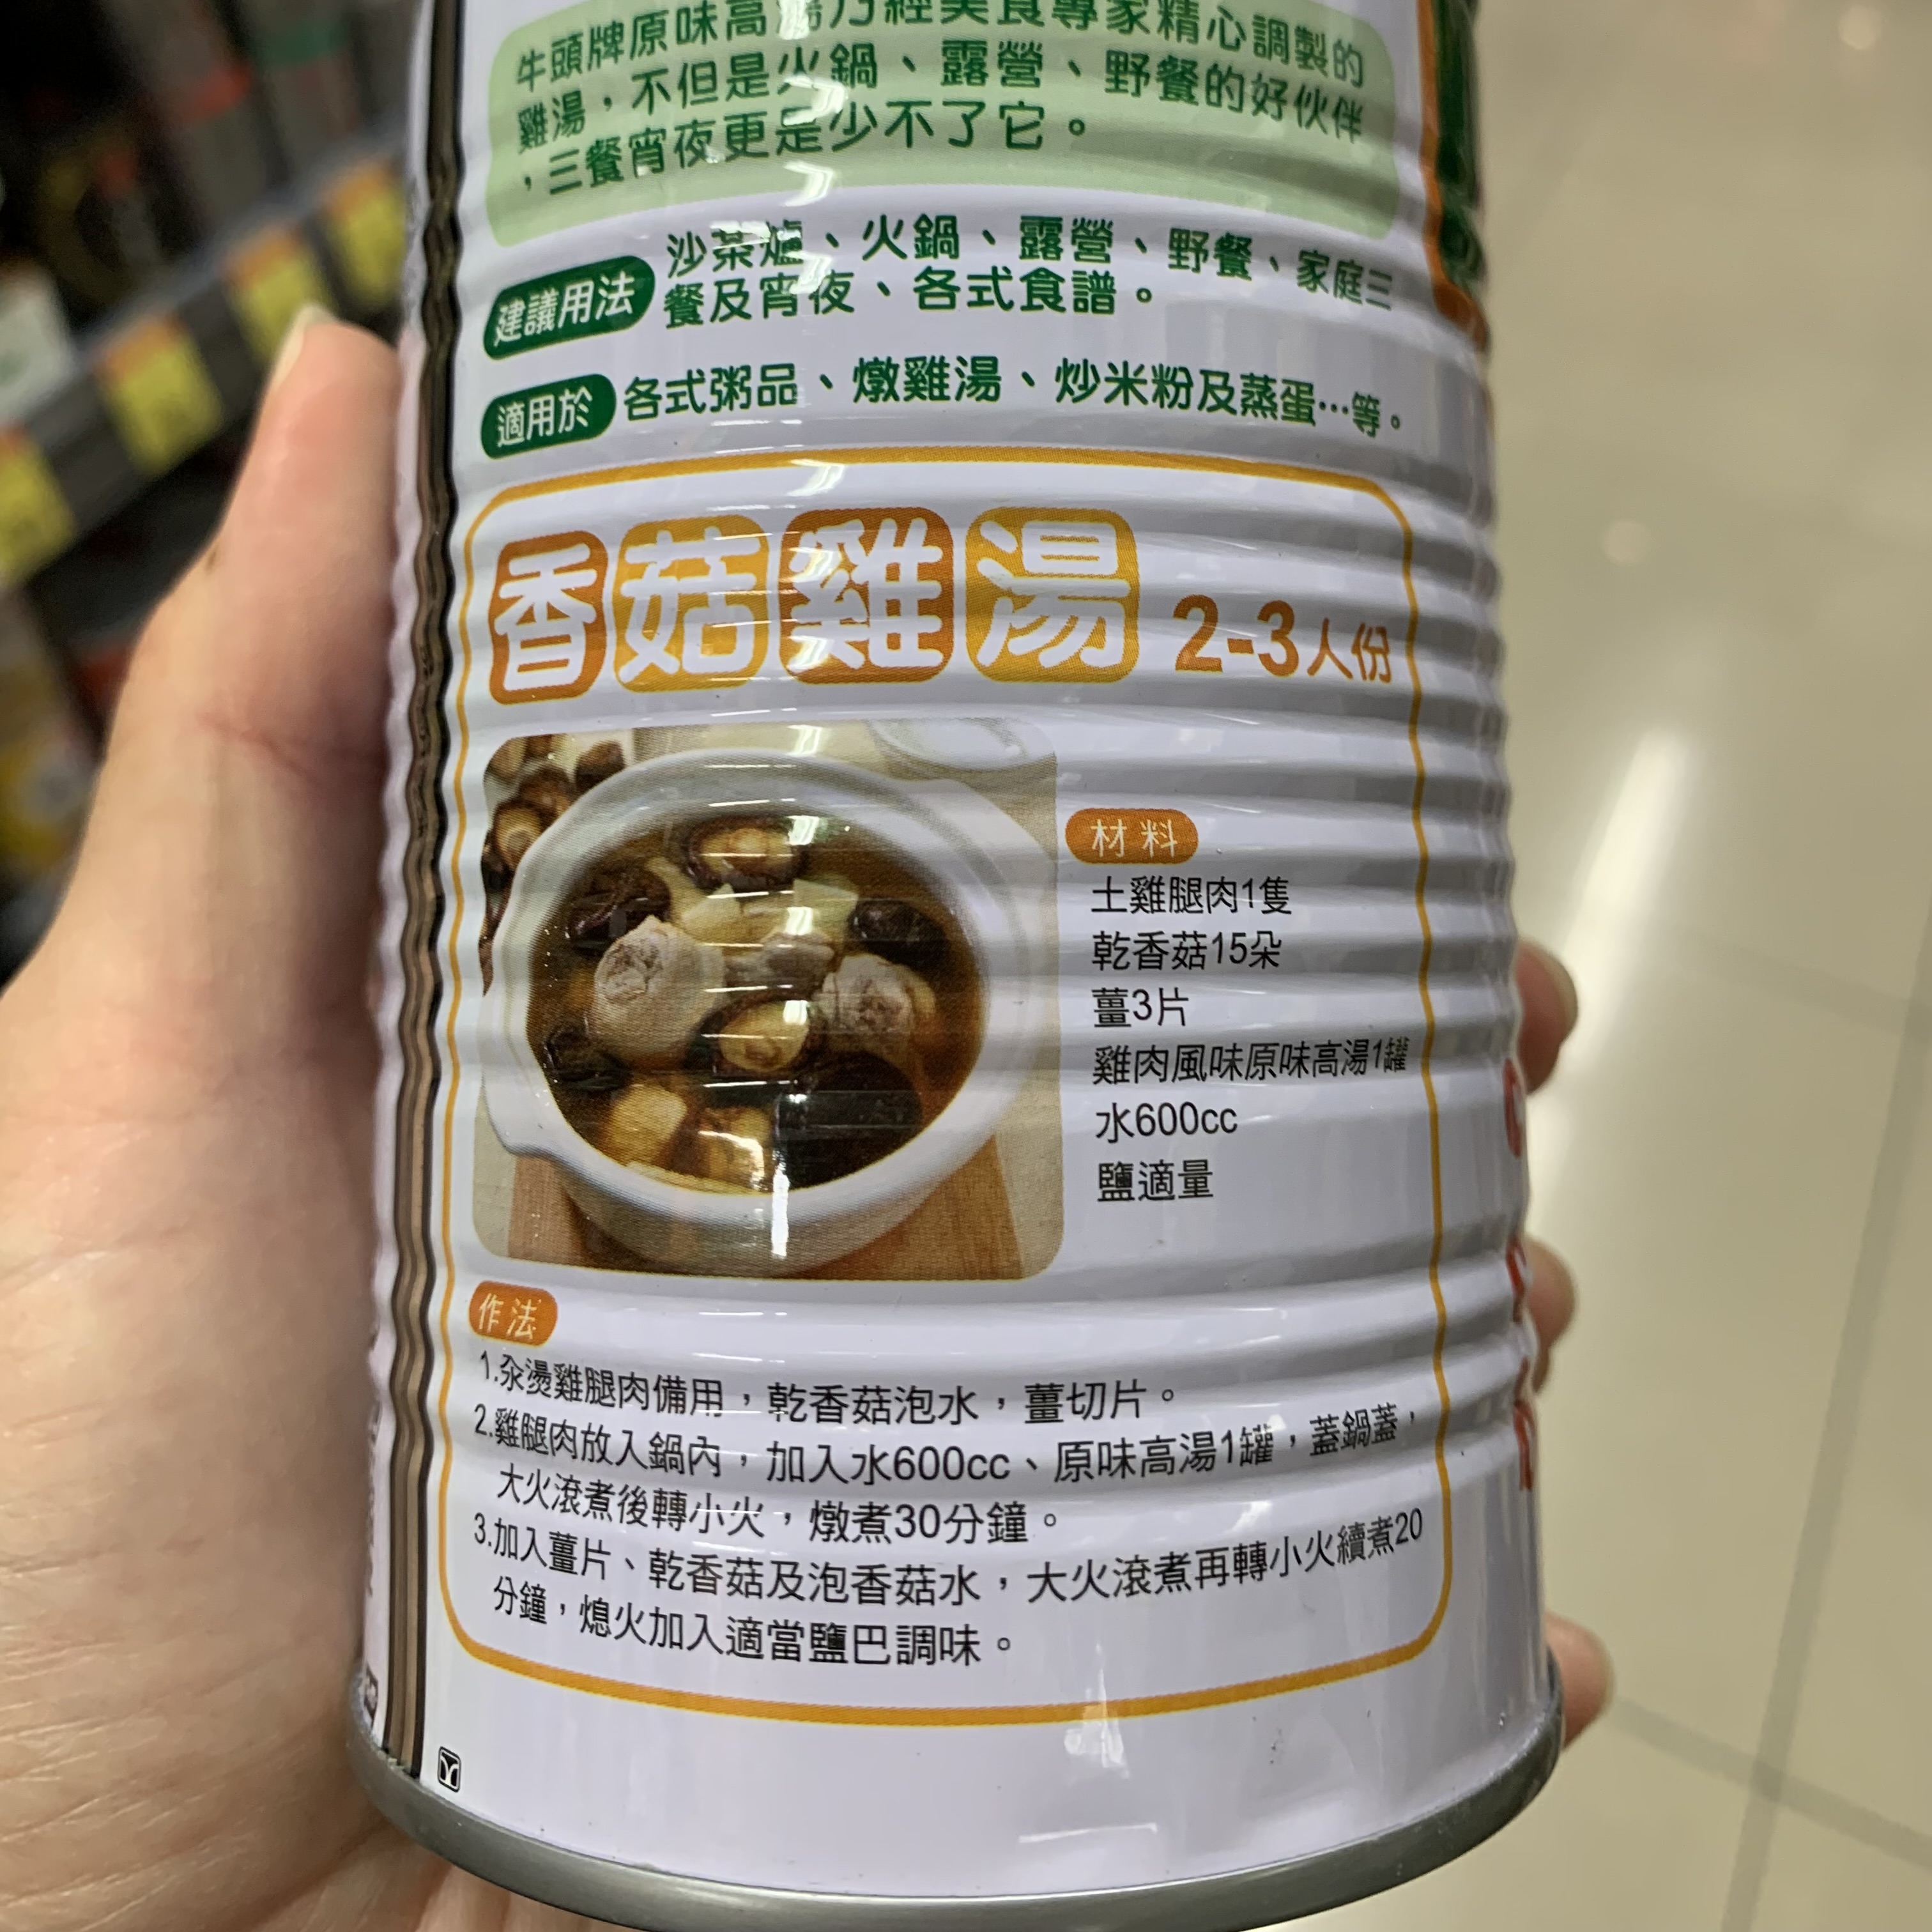 牛頭牌原味高湯乃經美食專家精心調製的
雞湯，不但是火鍋、露營、野餐的好伙伴
，三餐宵夜更是少不了它。
建議用法
沙茶爐、火鍋、露營、野餐、家庭三
餐及宵夜、各式食譜。
適用於
各式粥品、燉雞湯、炒米粉及蒸蛋…等。
香菇雞湯 2-3人份
材料
土雞腿肉1隻
乾香菇15朵
薑3片
雞肉風味原味高湯1罐
水600cc
鹽適量
作法
1.汆燙雞腿肉備用，乾香菇泡水，薑切片。
2.雞腿肉放入鍋內，加入水600cc、原味高湯1罐，蓋鍋蓋，
大火滾煮後轉小火，燉煮30分鐘。
3.加入薑片、乾香菇及泡香菇水，大火滾煮再轉小火續煮20
分鐘，熄火加入適當鹽巴調味。